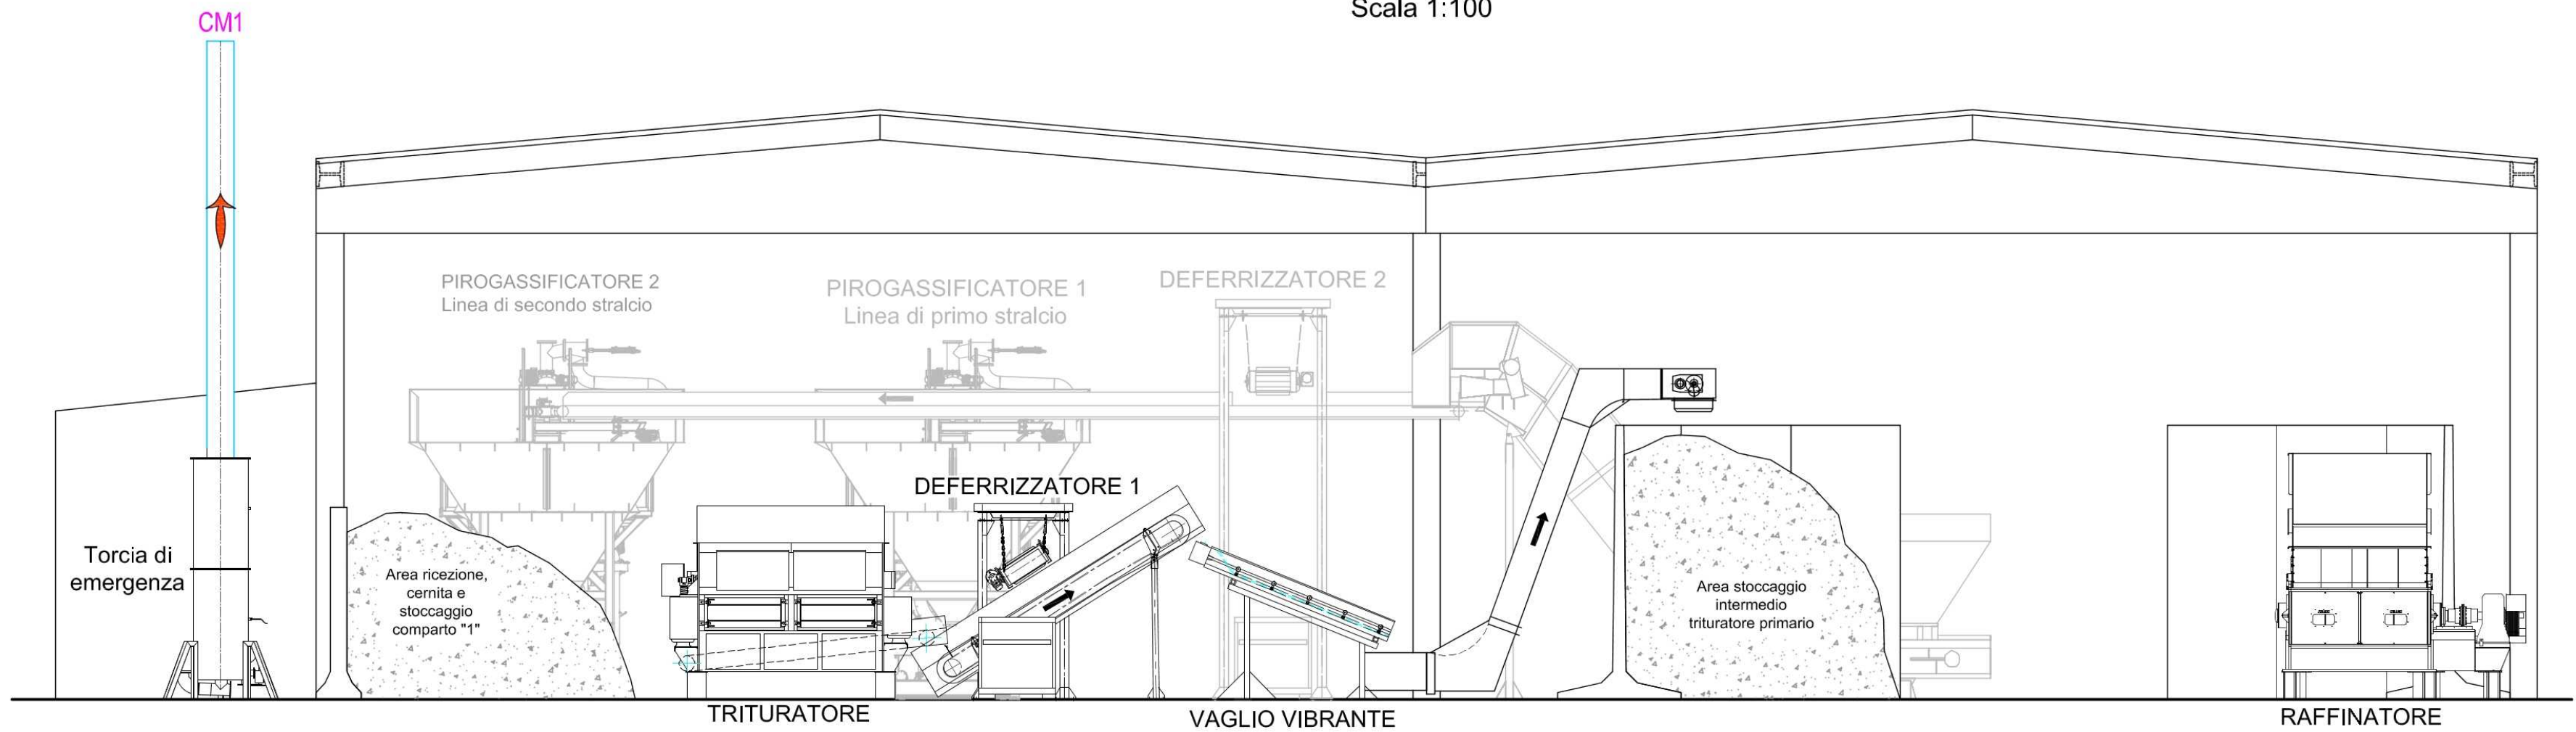 Scala 1:100
CM1
PIROGASSIFICATORE 2
Linea di secondo stralcio
PIROGASSIFICATORE 1
Linea di primo stralcio
DEFERRIZZATORE 2
DEFERRIZZATORE 1
Torcia di
emergenza
Area ricezione,
cernita e
stoccaggio
comparto "1"
Area stoccaggio
intermedio
trituratore primario
TRITURATORE
VAGLIO VIBRANTE
RAFFINATORE